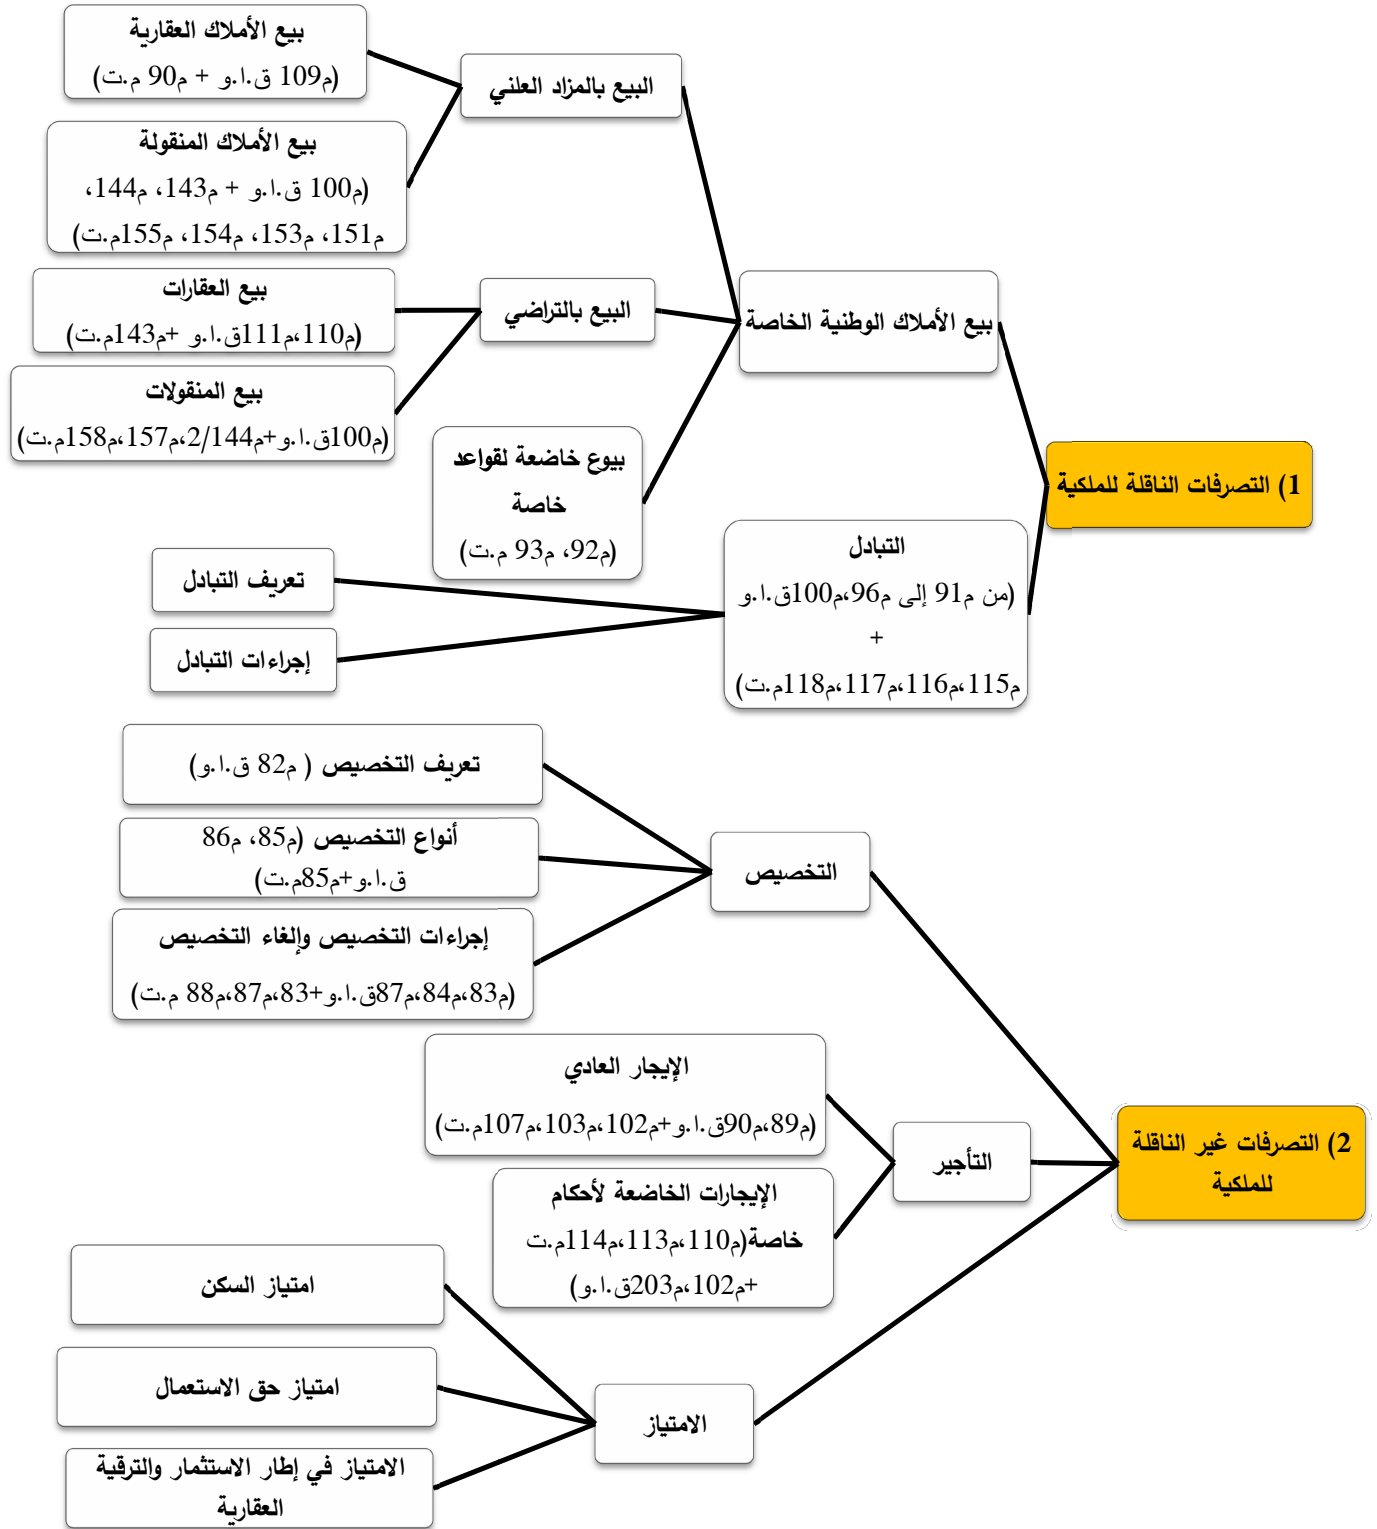 1) التصرفات الناقلة للملكية
بيع الأملاك الوطنية الخاصة
البيع بالمزاد العلني
بيع الأملاك العقارية
(م109 ق.ا.و + م90 م.ت)
بيع الأملاك المنقولة
(م100 ق.ا.و + م143، م144،
م151، م153، م154، م155م.ت)
البيع بالتراضي
بيع العقارات
(م110،م111ق.ا.و +م143م.ت)
بيع المنقولات
(م100ق.ا.و+م2/144،م157،م158م.ت)
بيوع خاضعة لقواعد
خاصة
(م92، م93 م.ت)
التبادل
(من م91 إلى م96،م100ق.ا.و
+
م115،م116،م117،م118م.ت)
تعريف التبادل
إجراءات التبادل
2) التصرفات غير الناقلة
للملكية
التخصيص
تعريف التخصيص ( م82 ق.ا.و)
أنواع التخصيص (م85، م86
ق.ا.و+م85م.ت)
إجراءات التخصيص وإلغاء التخصيص
(م83،م84،م87ق.ا.و+83،م87،م88 م.ت)
التأجير
الإيجار العادي
(م89،م90ق.ا.و+م102،م103،م107م.ت)
الإيجارات الخاضعة لأحكام
خاصة(م110،م113،م114م.ت
+م102،م203ق.ا.و)
الامتياز
امتياز السكن
امتياز حق الاستعمال
الامتياز في إطار الاستثمار والترقية
العقارية